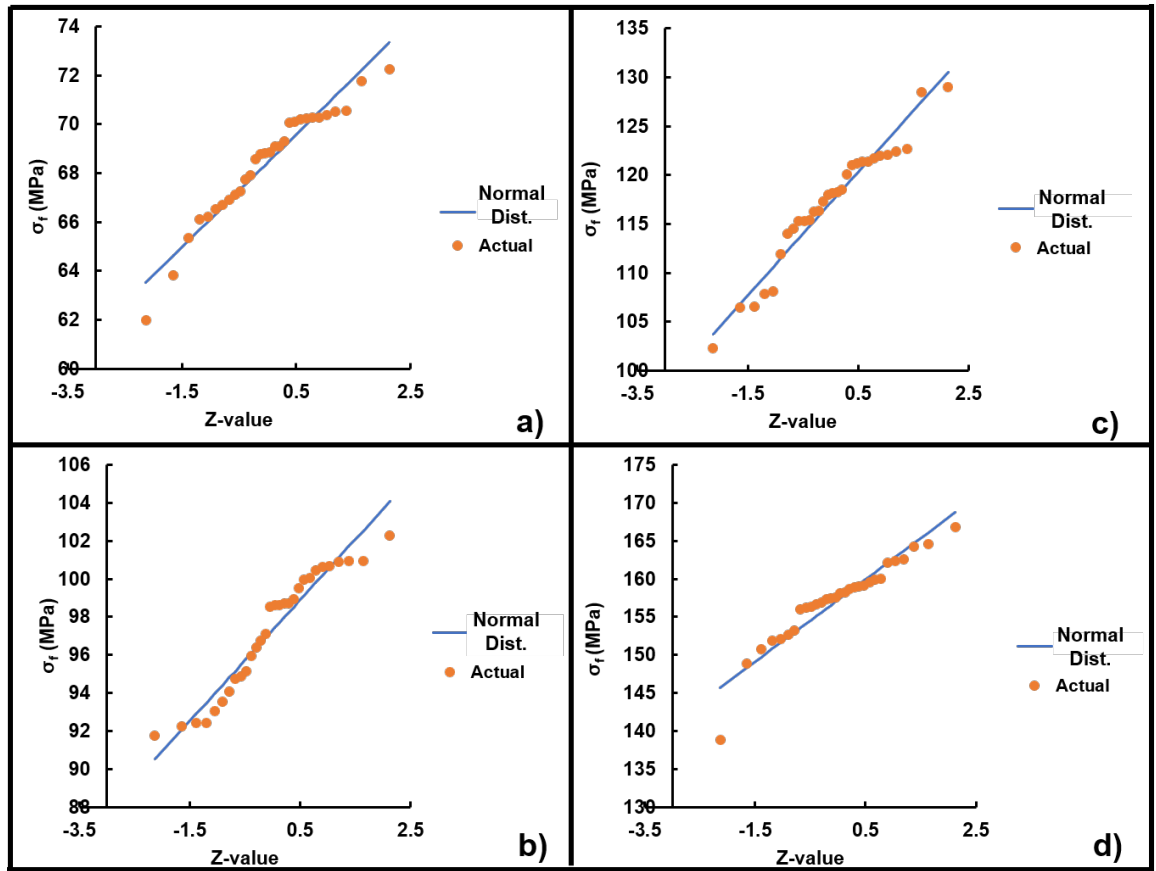 74
72
70
68
66
64
62
60
σf (MPa)
-3.5 -1.5 0.5 2.5
Z-value
Normal
Dist.
Actual
a)
135
130
125
120
115
110
105
100
σf (MPa)
-3.5 -1.5 0.5 2.5
Z-value
Normal
Dist.
Actual
c)
106
104
102
100
98
96
94
92
90
88
σf (MPa)
-3.5 -1.5 0.5 2.5
Z-value
Normal
Dist.
Actual
b)
175
170
165
160
155
150
145
140
135
130
σf (MPa)
-3.5 -1.5 0.5 2.5
Z-value
Normal
Dist.
Actual
d)